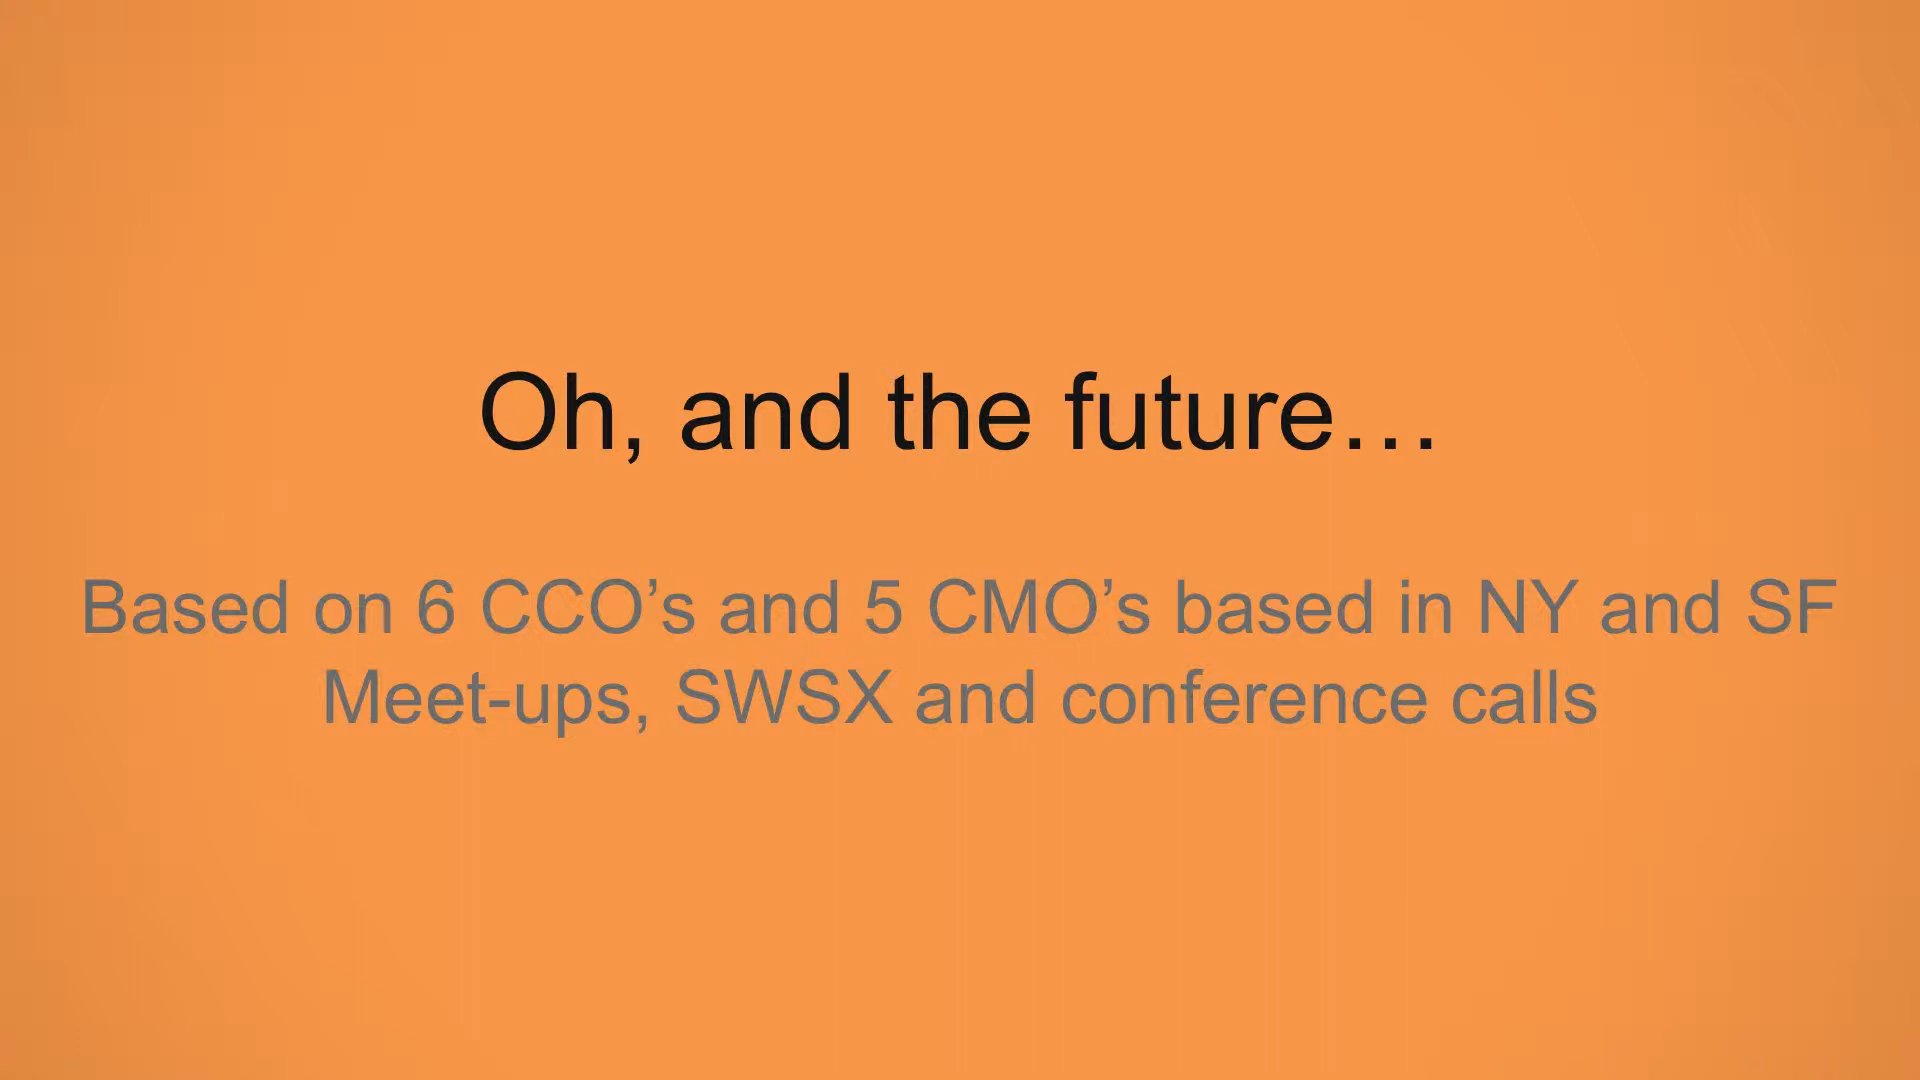 Oh, and the future…
Based on 6 CCO’s and 5 CMO’s based in NY and SF
Meet-ups, SWSX and conference calls